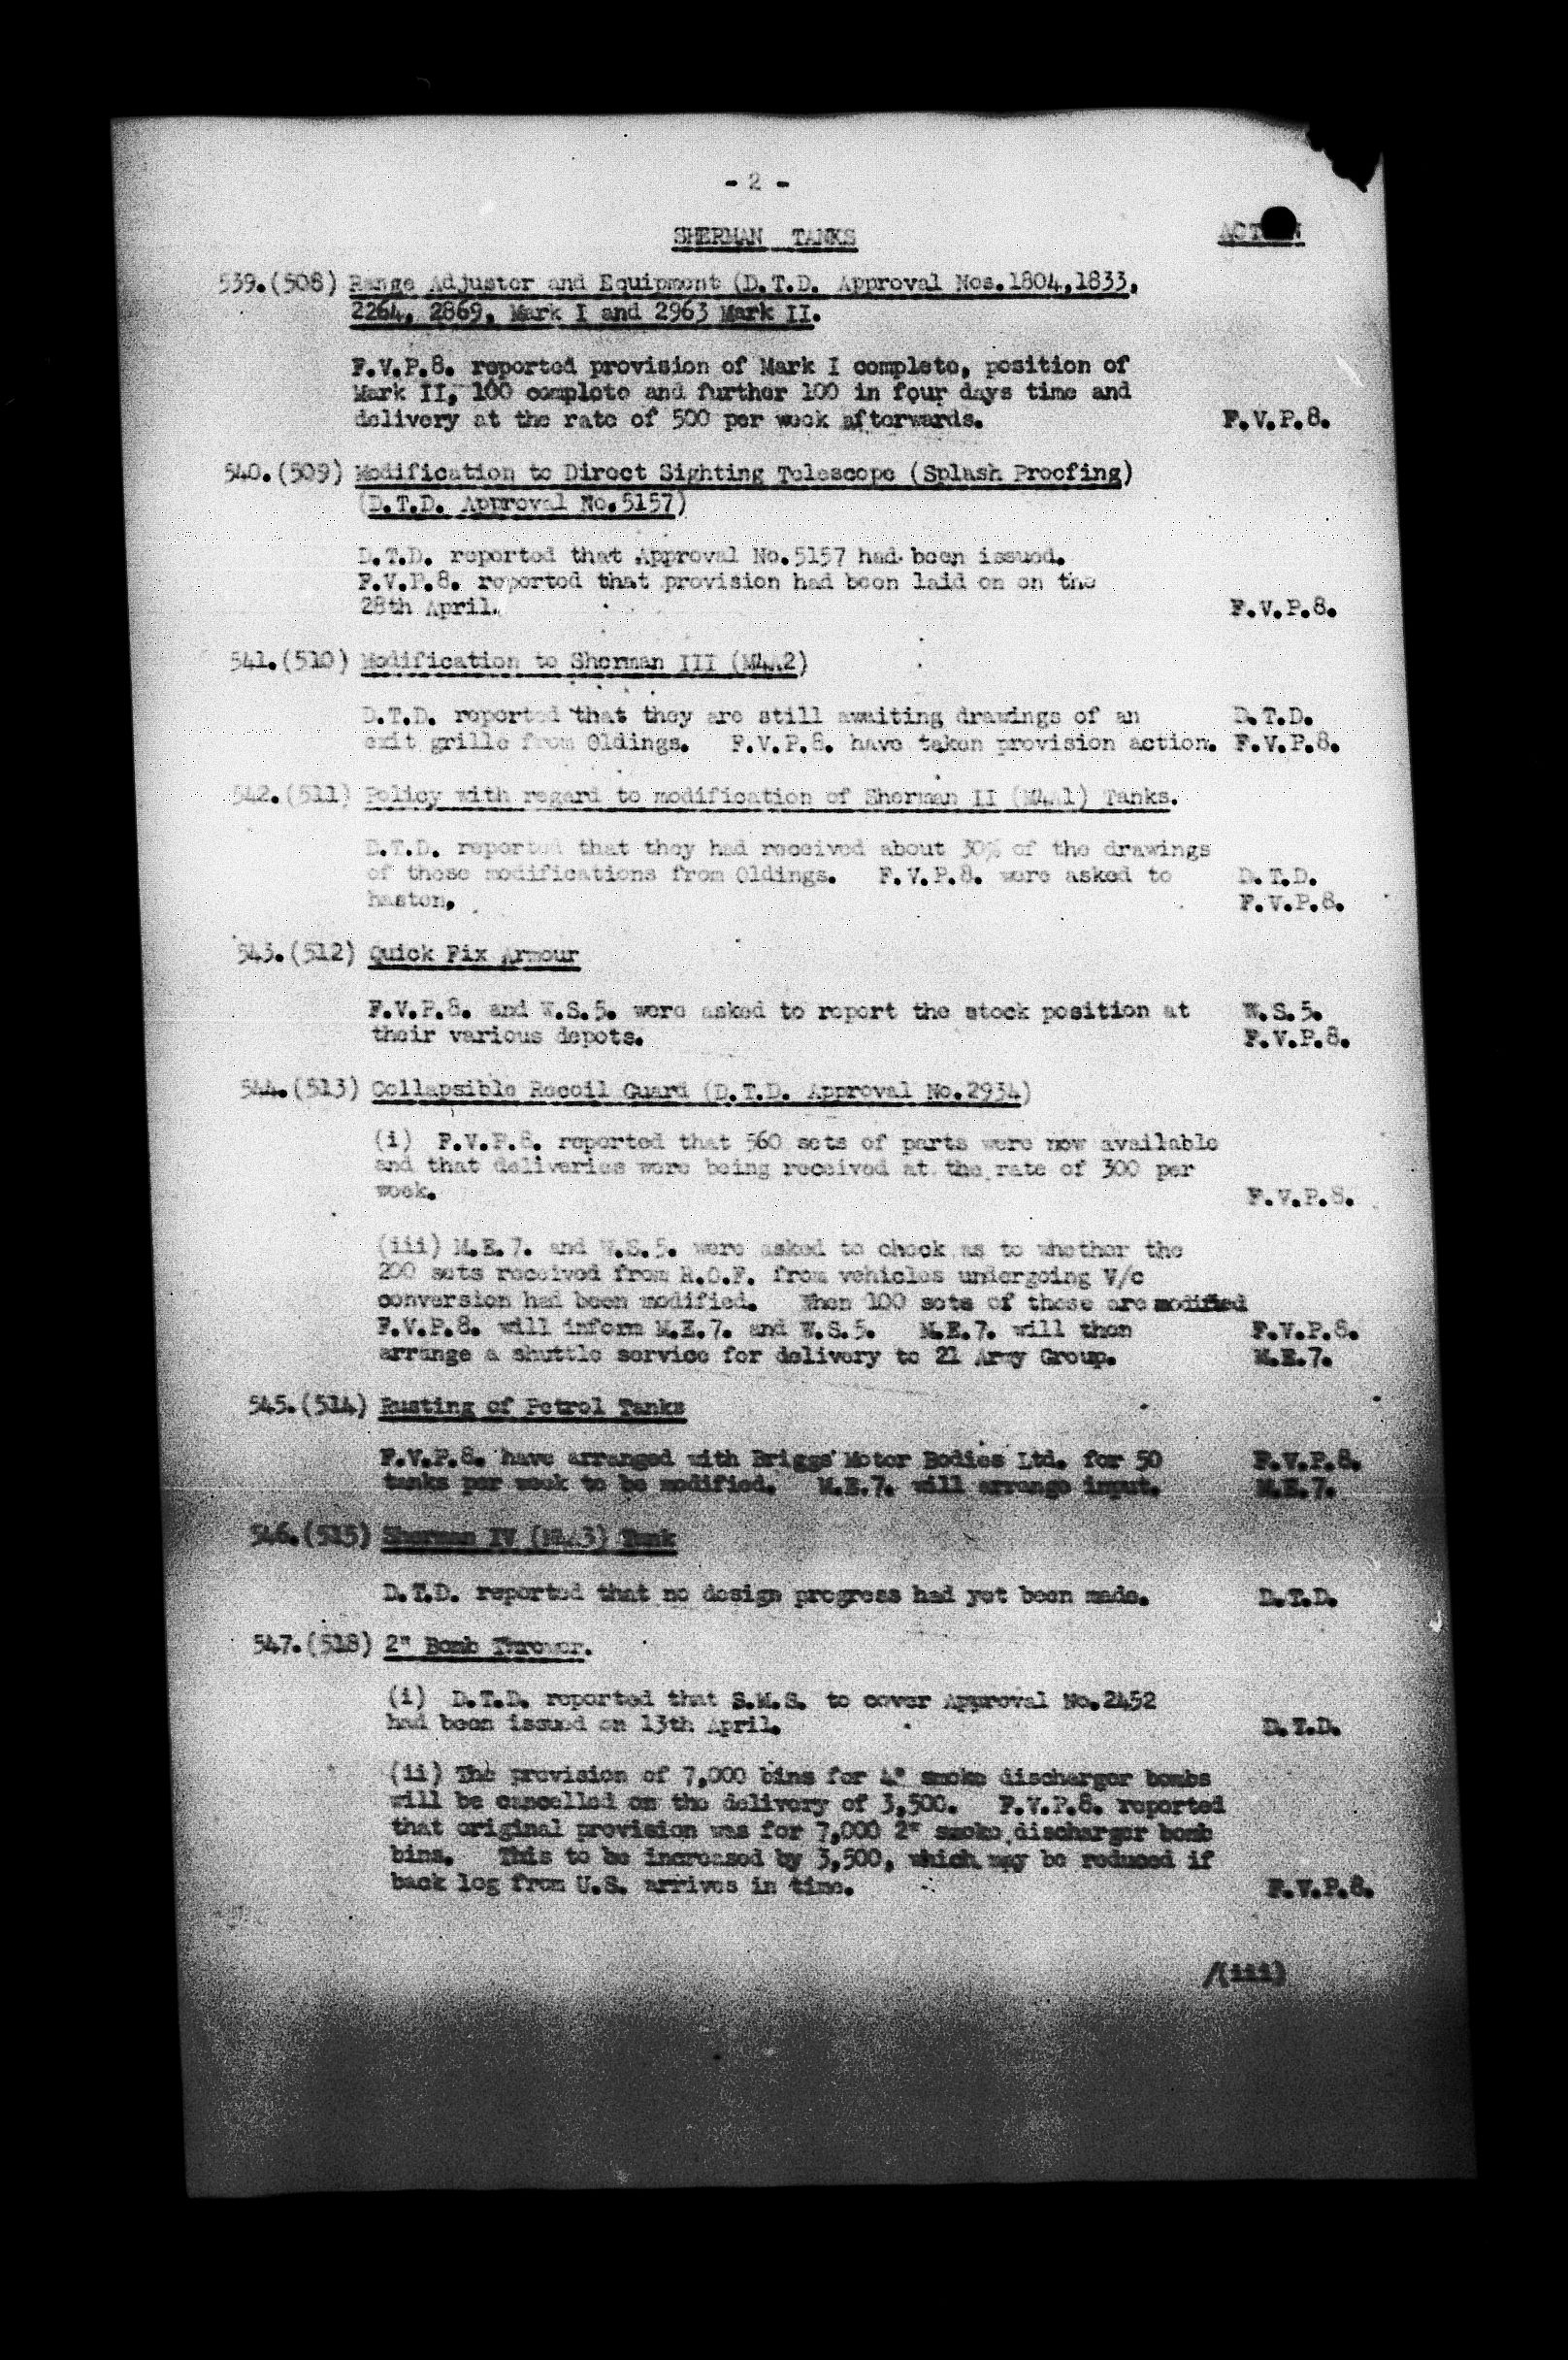 - 2 -
SHERMAN TANKS
539.(508) Range Adjuster and Equipment (D.T.D. Approval Nos.1804,1833,
2264, 2869, Mark I and 2963 Mark II.
F.V.P.8. reported provision of Mark I complete, position of
Mark II, 100 complete and further 100 in four days time and
delivery at the rate of 500 per week afterwards. F.V.P.8.
540.(509) Modification to Direct Sighting Telescope (Splash Proofing)
(D.T.D. Approval No.5157)
D.T.D. reported that Approval No.5157 had been issued.
F.V.P.8. reported that provision had been laid on on the
28th April. F.V.P.8.
541.(510) Modification to Sherman III (M4A2)
D.T.D. reported that they are still awaiting drawings of an D.T.D.
exit grille from Oldings. F.V.P.8. have taken provision action. F.V.P.8.
542.(511) Policy with regard to modification of Sherman II (M4A1) Tanks.
D.T.D. reported that they had received about 30% of the drawings
of these modifications from Oldings. F.V.P.8. were asked to D.T.D.
hasten. F.V.P.8.
543.(512) Quick Fix Armour
F.V.P.8. and W.S.5. were asked to report the stock position at W.S.5.
their various depots. F.V.P.8.
544.(513) Collapsible Recoil Guard (D.T.D. Approval No.2934)
(i) F.V.P.8. reported that 560 sets of parts were now available
and that deliveries were being received at the rate of 300 per
week. F.V.P.8.
(iii) M.E.7. and W.S.5. were asked to check as to whether the
200 sets received from R.O.F. from vehicles undergoing V/c
conversion had been modified. When 100 sets of these are modified
F.V.P.8. will inform M.E.7. and W.S.5. M.E.7. will then F.V.P.8.
arrange a shuttle service for delivery to 21 Army Group. M.E.7.
545.(514) Rusting of Petrol Tanks
F.V.P.8. have arranged with Briggs Motor Bodies Ltd. for 50 F.V.P.8.
tanks per week to be modified. M.E.7. will arrange input. M.E.7.
546.(515) Sherman IV (M4A3) Tank
D.T.D. reported that no design progress had yet been made. D.T.D.
547.(518) 2" Bomb Thrower.
(i) D.T.D. reported that S.M.S. to cover Approval No.2452
had been issued on 13th April. D.T.D.
(ii) The provision of 7,000 bins for 4" smoke discharger bombs
will be cancelled on the delivery of 3,500. F.V.P.8. reported
that original provision was for 7,000 2" smoke discharger bomb
bins. This to be increased by 3,500, which may be reduced if
back log from U.S. arrives in time. F.V.P.8.
/(iii)